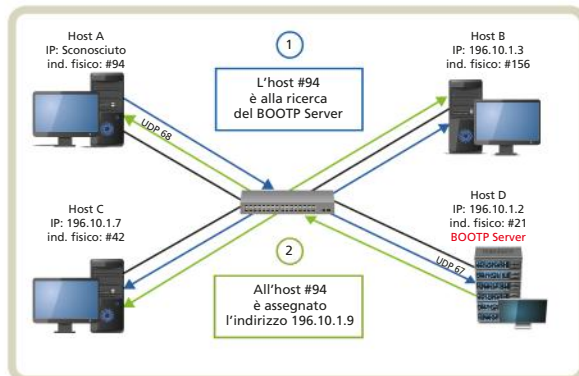 Host A
IP: Sconosciuto
ind. fisico: #94
1
L'host #94
è alla ricerca
del BOOTP Server
Host B
IP: 196.10.1.3
ind. fisico: #156
UDP 68
Host C
IP: 196.10.1.7
ind. fisico: #42
Host D
IP: 196.10.1.2
ind. fisico: #21
BOOTP Server
UDP 67
2
All'host #94
è assegnato
l'indirizzo 196.10.1.9